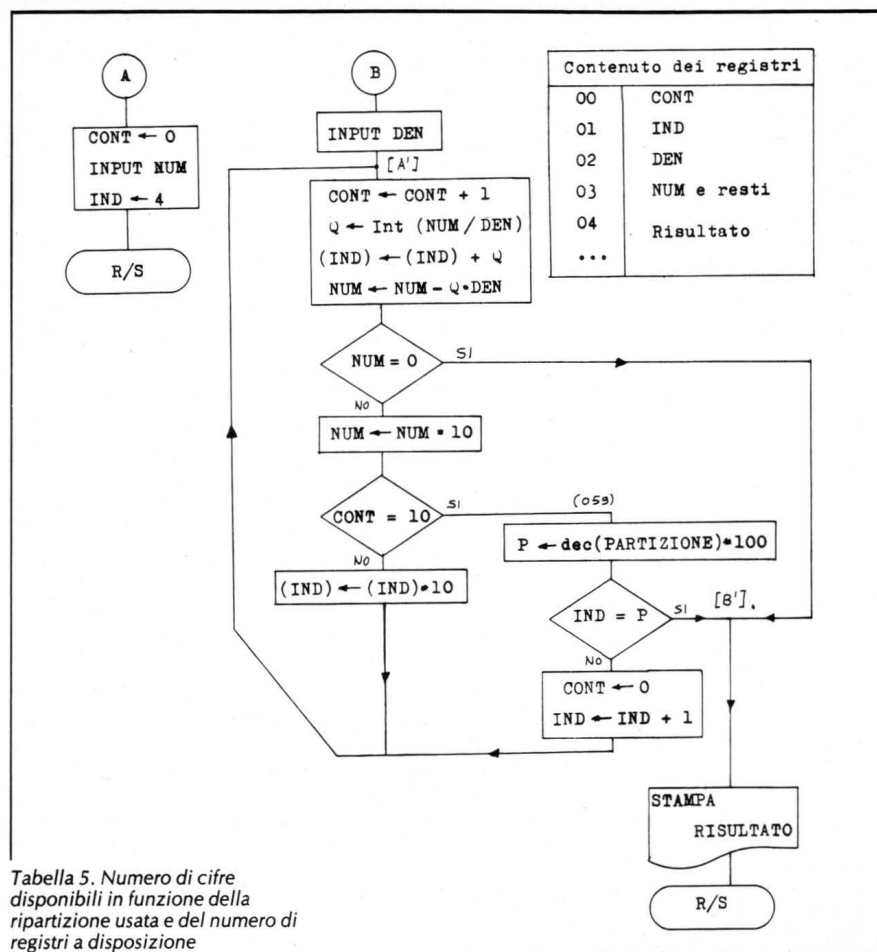 A
CONT ← 0
INPUT NUM
IND ← 4
R/S
B
INPUT DEN
[A']
CONT ← CONT + 1
Q ← Int (NUM/DEN)
(IND) ← (IND) + Q
NUM ← NUM - Q*DEN
NUM = 0
SI
NO
NUM ← NUM * 10
CONT = 10
SI
NO
(IND) ← (IND)*10
(059)
P ← dec(PARTIZIONE)*100
IND = P
SI
[B'].
NO
CONT ← 0
IND ← IND + 1
STAMPA
RISULTATO
R/S
Contenuto dei registri
00 CONT
01 IND
02 DEN
03 NUM e resti
04 Risultato
...
Tabella 5. Numero di cifre
disponibili in funzione della
ripartizione usata e del numero di
registri a disposizione